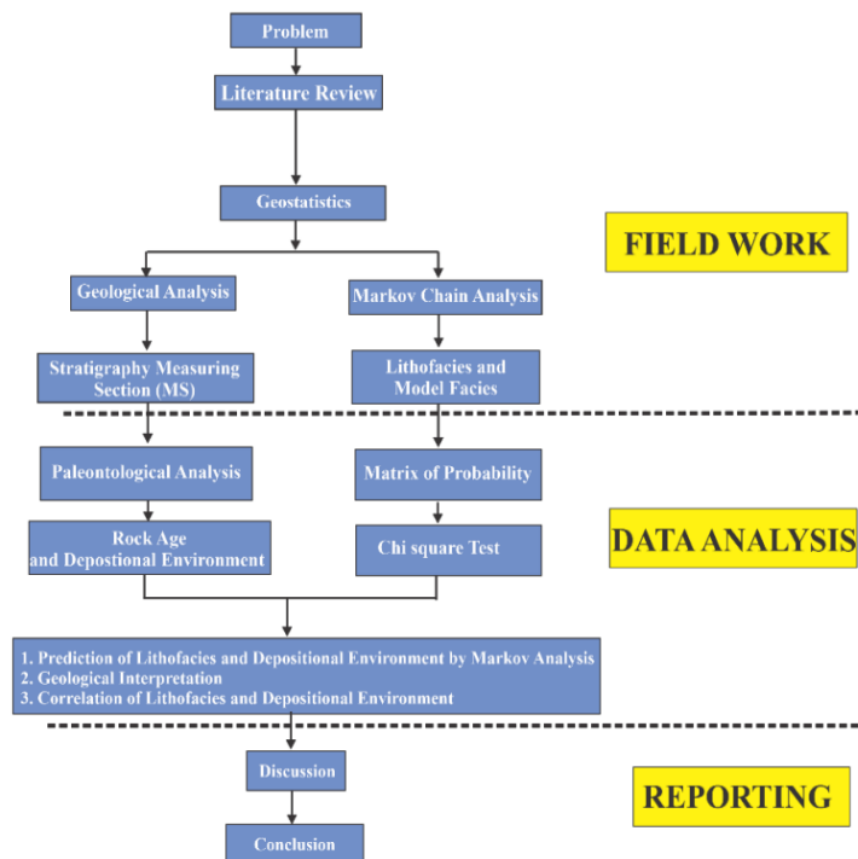 Problem
Literature Review
Geostatistics
FIELD WORK
Geological Analysis
Markov Chain Analysis
Stratigraphy Measuring
Section (MS)
Lithofacies and
Model Facies
Paleontological Analysis
Matrix of Probability
Rock Age
and Depostional Environment
Chi square Test
DATA ANALYSIS
1. Prediction of Lithofacies and Depositional Environment by Markov Analysis
2. Geological Interpretation
3. Correlation of Lithofacies and Depositional Environment
Discussion
REPORTING
Conclusion